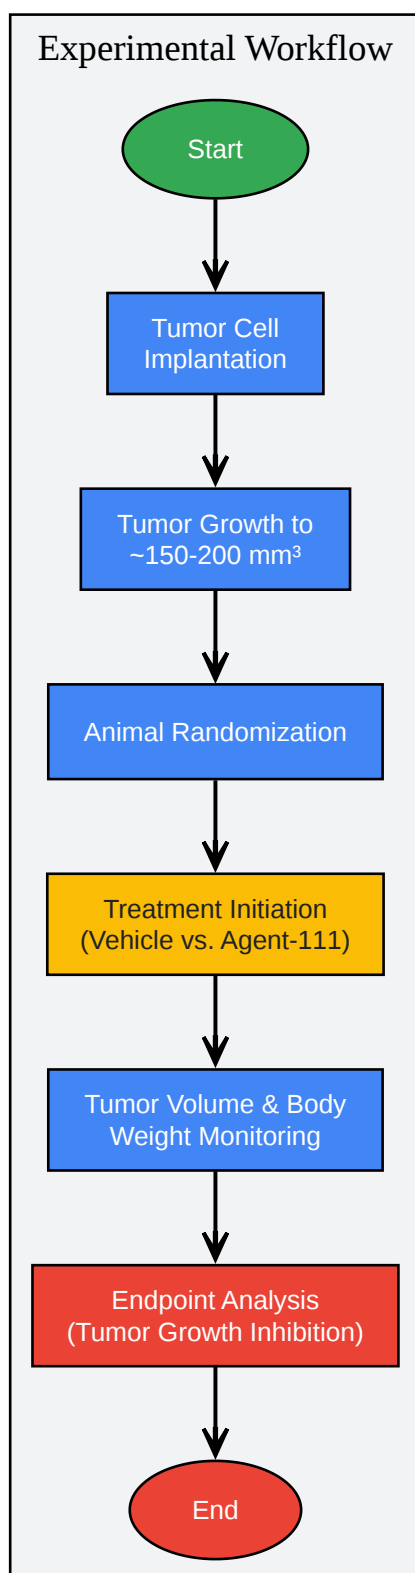 Experimental Workflow
Start
Tumor Cell
Implantation
Tumor Growth to
~150-200 mm³
Animal Randomization
Treatment Initiation
(Vehicle vs. Agent-111)
Tumor Volume & Body
Weight Monitoring
Endpoint Analysis
(Tumor Growth Inhibition)
End